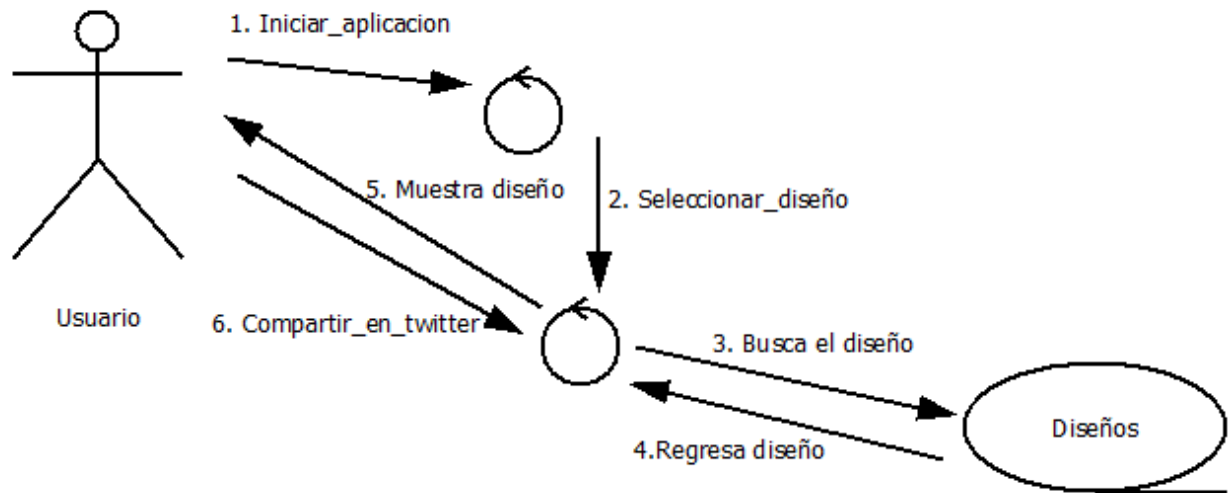 1. Iniciar_aplicacion
5. Muestra diseño
2. Seleccionar_diseño
Usuario
6. Compartir_en_twitter
3. Busca el diseño
Diseños
4.Regresa diseño